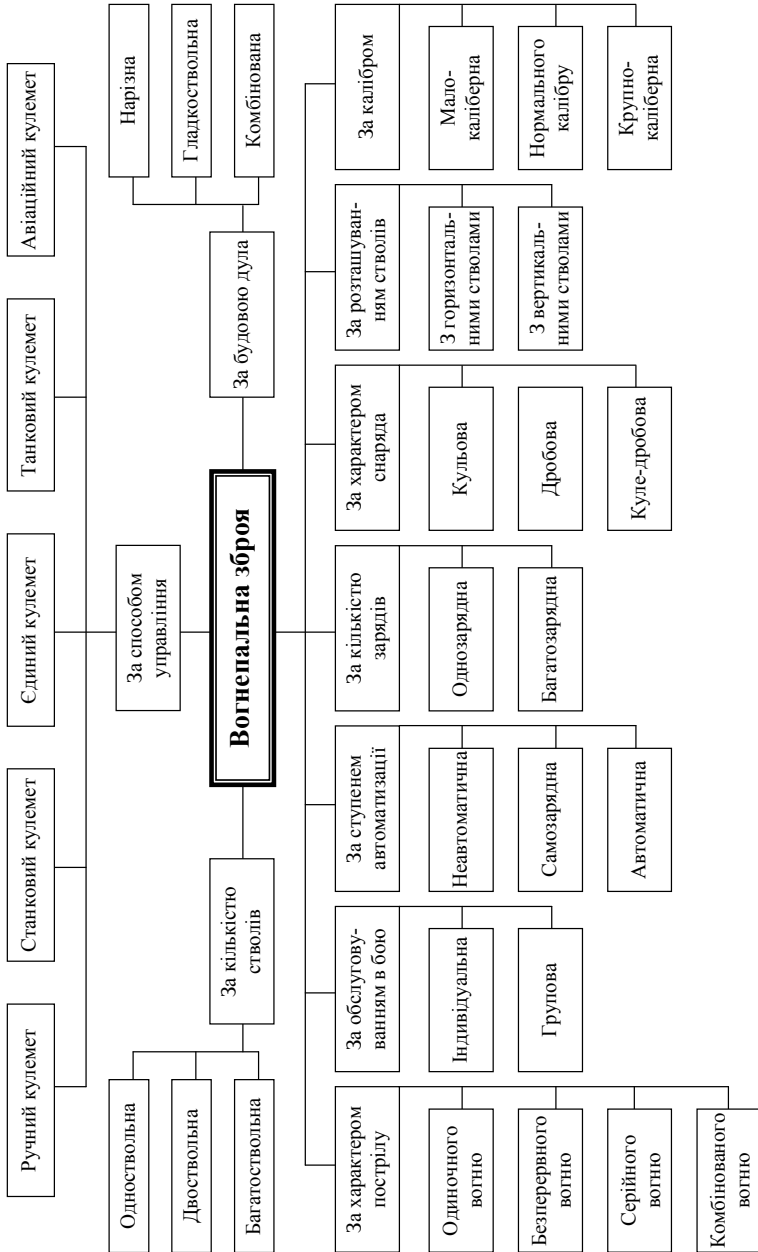 Ручний кулемет
Станковий кулемет
Єдиний кулемет
Танковий кулемет
Авіаційний кулемет
Одноствольна
Двоствольна
Багатоствольна
За кількістю
стволів
За способом
управління
Вогнепальна зброя
За будовою дула
Нарізна
Гладкоствольна
Комбінована
За характером
пострілу
Одиночного
вогню
Безперервного
вогню
Серійного
вогню
Комбінованого
вогню
За обслугову-
ванням в бою
Індивідуальна
Групова
За ступенем
автоматизації
Неавтоматична
Самозарядна
Автоматична
За кількістю
зарядів
Однозарядна
Багатозарядна
За характером
снаряда
Кульова
Дробова
Куле-дробова
За розташуван-
ням стволів
З горизонталь-
ними стволами
З вертикаль-
ними стволами
За калібром
Мало-
каліберна
Нормального
калібру
Крупно-
каліберна